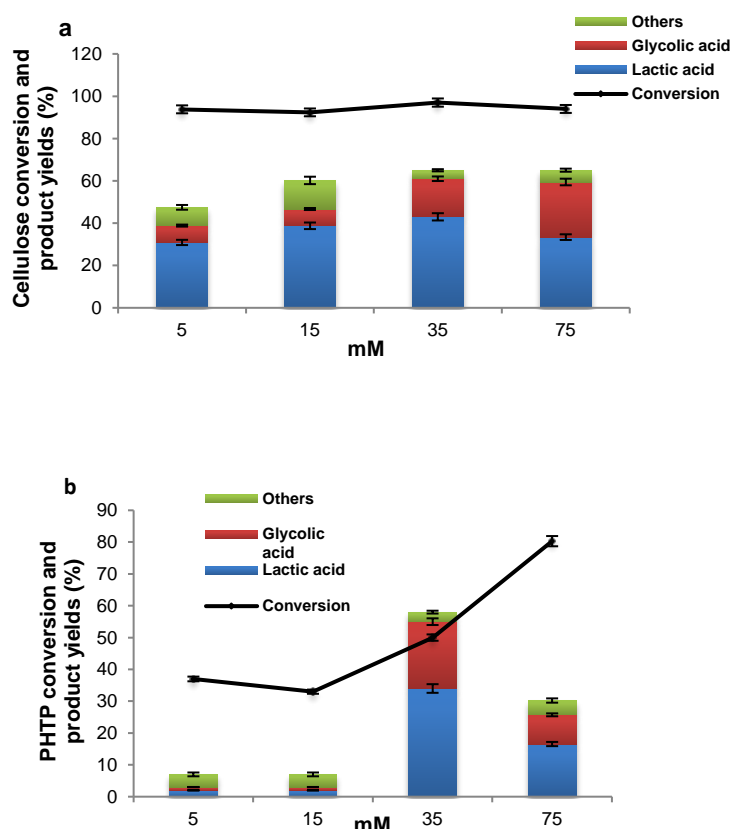 a
Others
Glycolic acid
Lactic acid
Conversion
Cellulose conversion and
product yields (%)
120
100
80
60
40
20
0
5 15 35 75
mM
b
Others
Glycolic
acid
Lactic acid
Conversion
PHTP conversion and
product yields (%)
90
80
70
60
50
40
30
20
10
0
5 15 35 75
mM